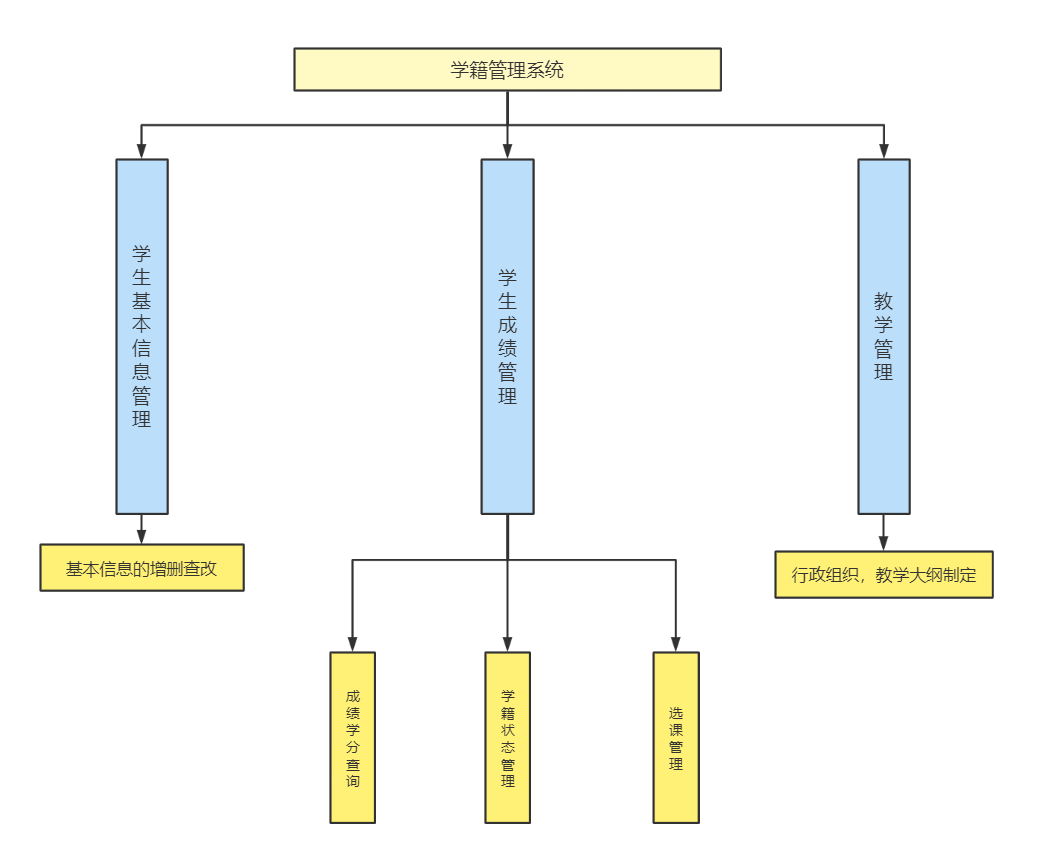 学籍管理系统
学生基本信息管理
学生成绩管理
教学管理
基本信息的增删查改
行政组织，教学大纲制定
成绩学分查询
学籍状态管理
选课管理